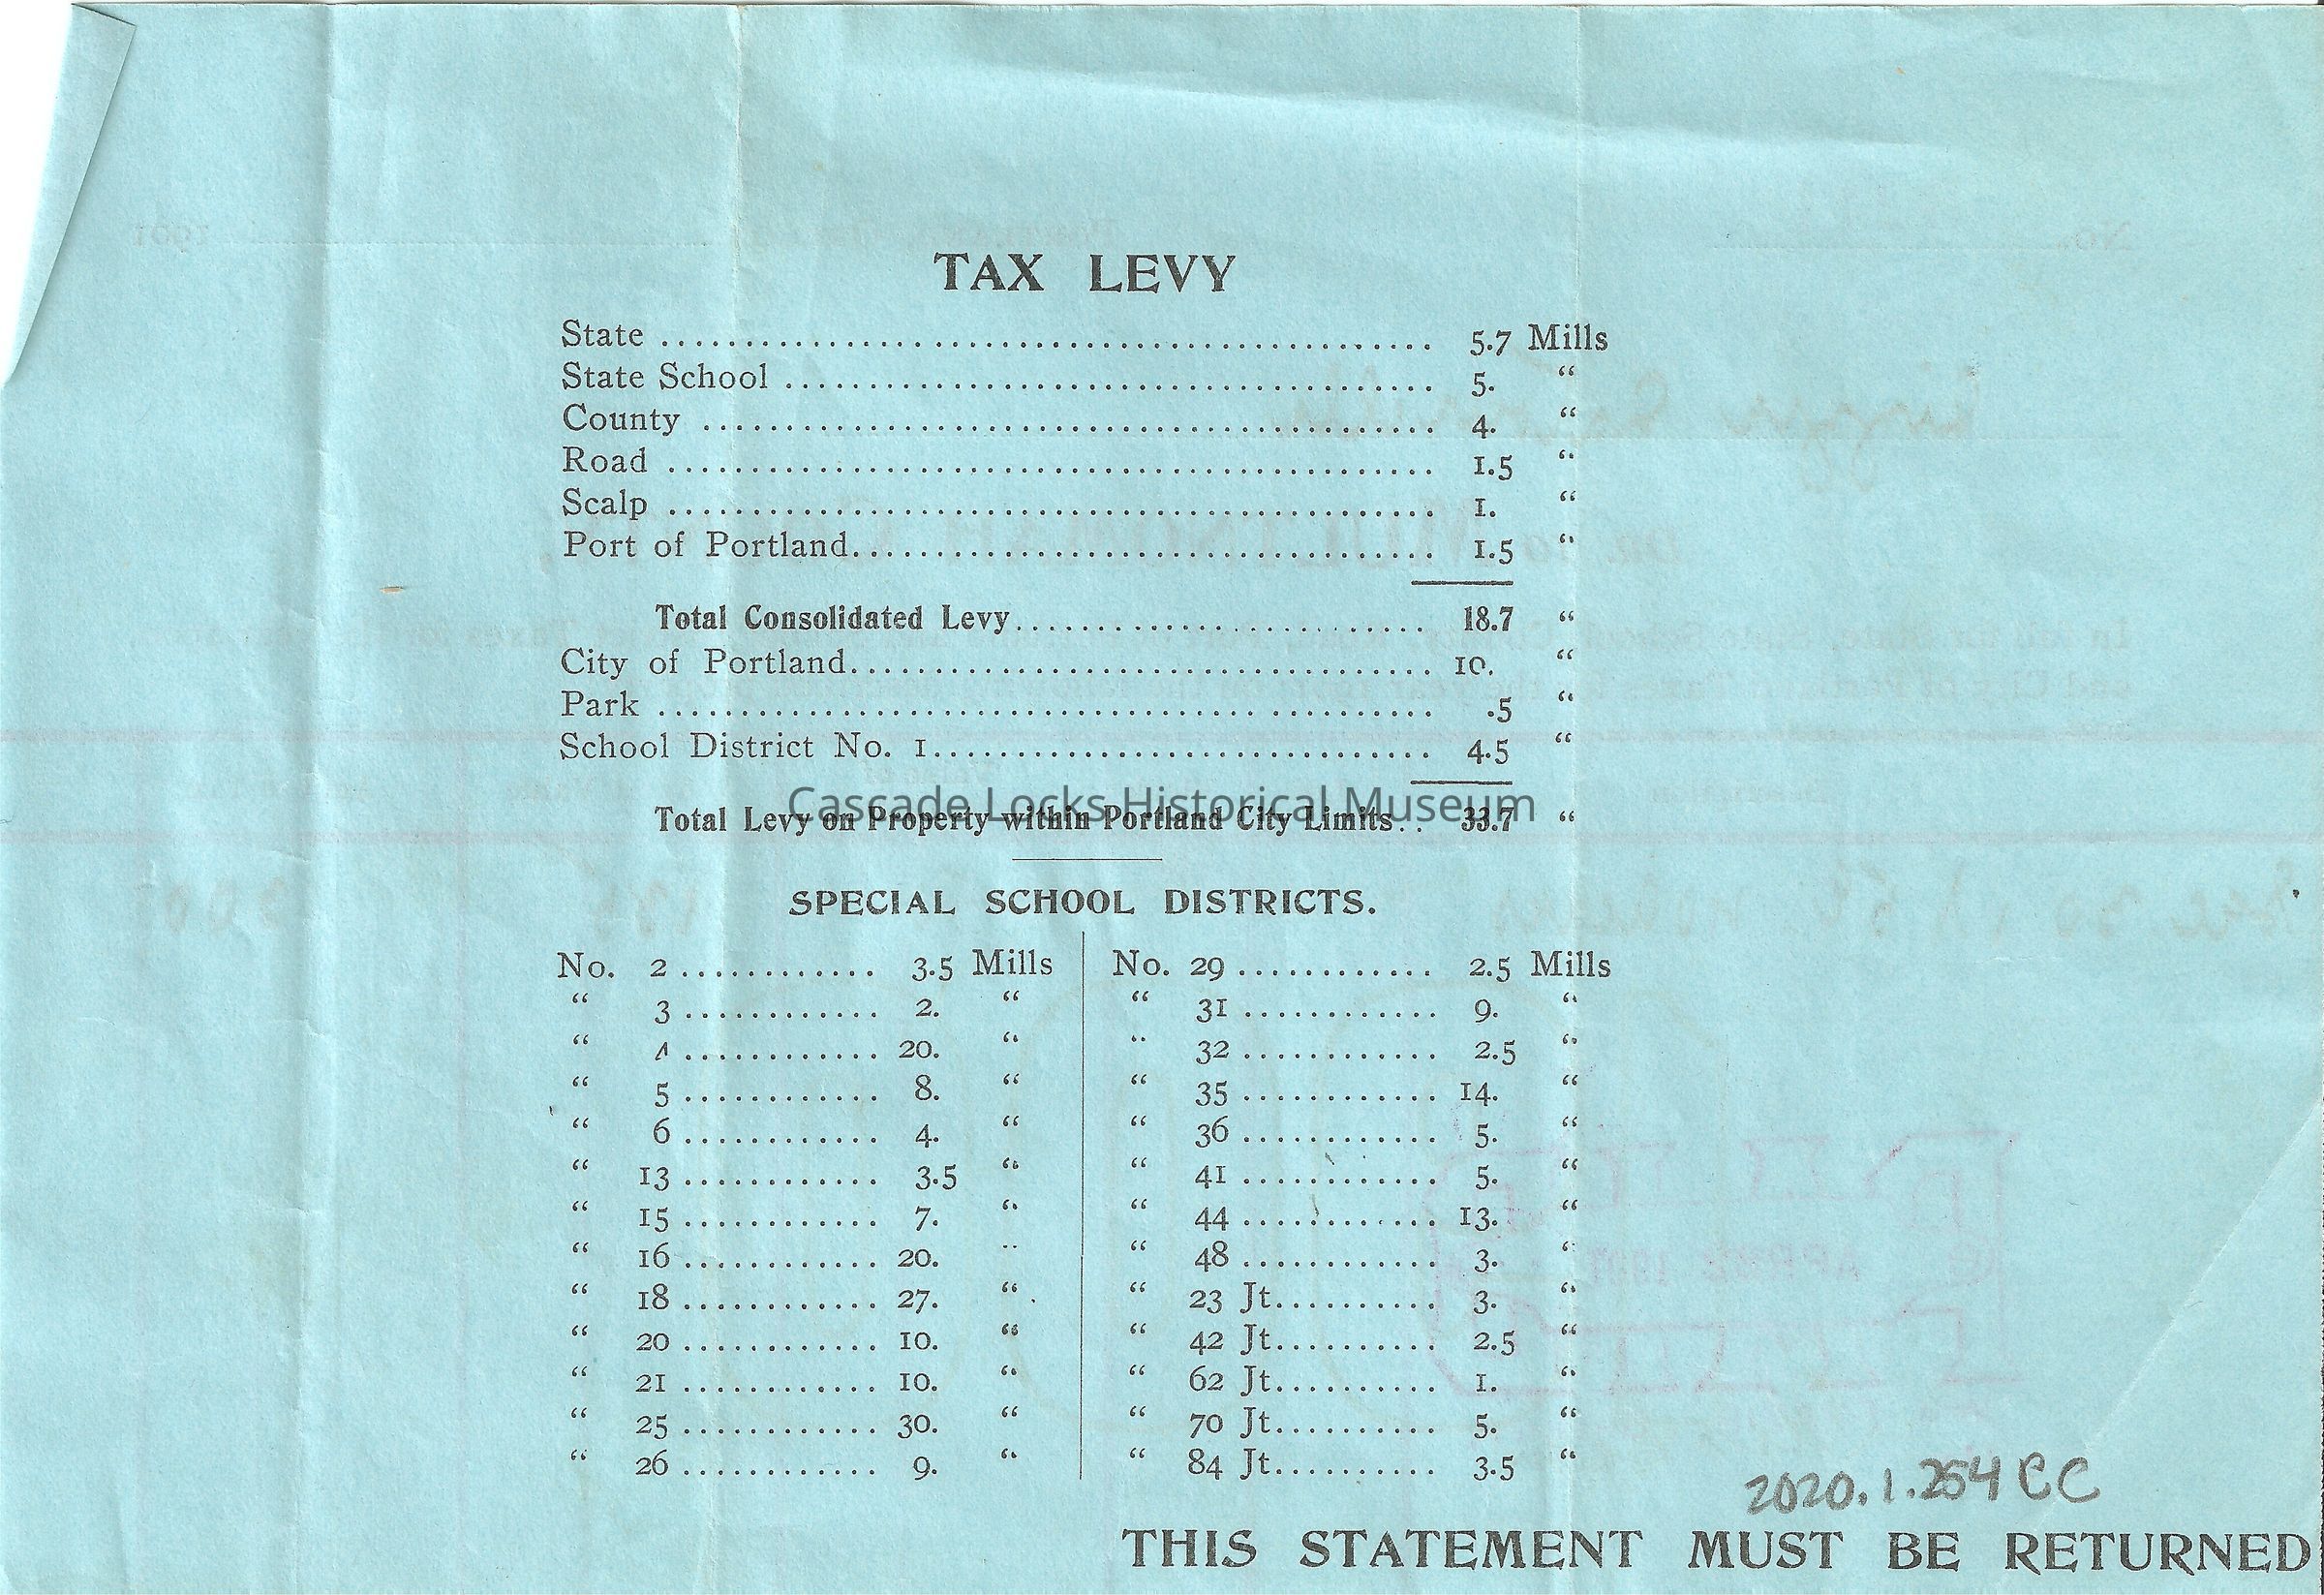 TAX LEVY
State ............................................... 5.7 Mills
State School ................................ 5. "
County .................................... 4. "
Road ...................................... 1.5 "
Scalp ...................................... 1. "
Port of Portland............................. 1.5 "
Total Consolidated Levy............................ 18.7 "
City of Portland............................. 10. "
Park ...................................... .5 "
School District No. 1......................... 4.5 "
Cascade Locks Historical Museum
Total Levy on Property within Portland City Limits.. 33.7 "
SPECIAL SCHOOL DISTRICTS.
No. 2 ............ 3.5 Mills
" 3 ............ 2. "
" 4 ............ 20. "
" 5 ............ 8. "
" 6 ............ 4. "
" 13 ............ 3.5 "
" 15 ............ 7. "
" 16 ............ 20. "
" 18 ............ 27. "
" 20 ............ 10. "
" 21 ............ 10. "
" 25 ............ 30. "
" 26 ............ 9. "
No. 29 ............ 2.5 Mills
" 31 ............ 9. "
" 32 ............ 2.5 "
" 35 ............ 14. "
" 36 ............ 5. "
" 41 ............ 5. "
" 44 ............ 13. "
" 48 ............ 3. "
" 23 Jt.......... 3. "
" 42 Jt.......... 2.5 "
" 62 Jt.......... 1. "
" 70 Jt.......... 5. "
" 84 Jt.......... 3.5 "
2020.1.254 CC
THIS STATEMENT MUST BE RETURNED